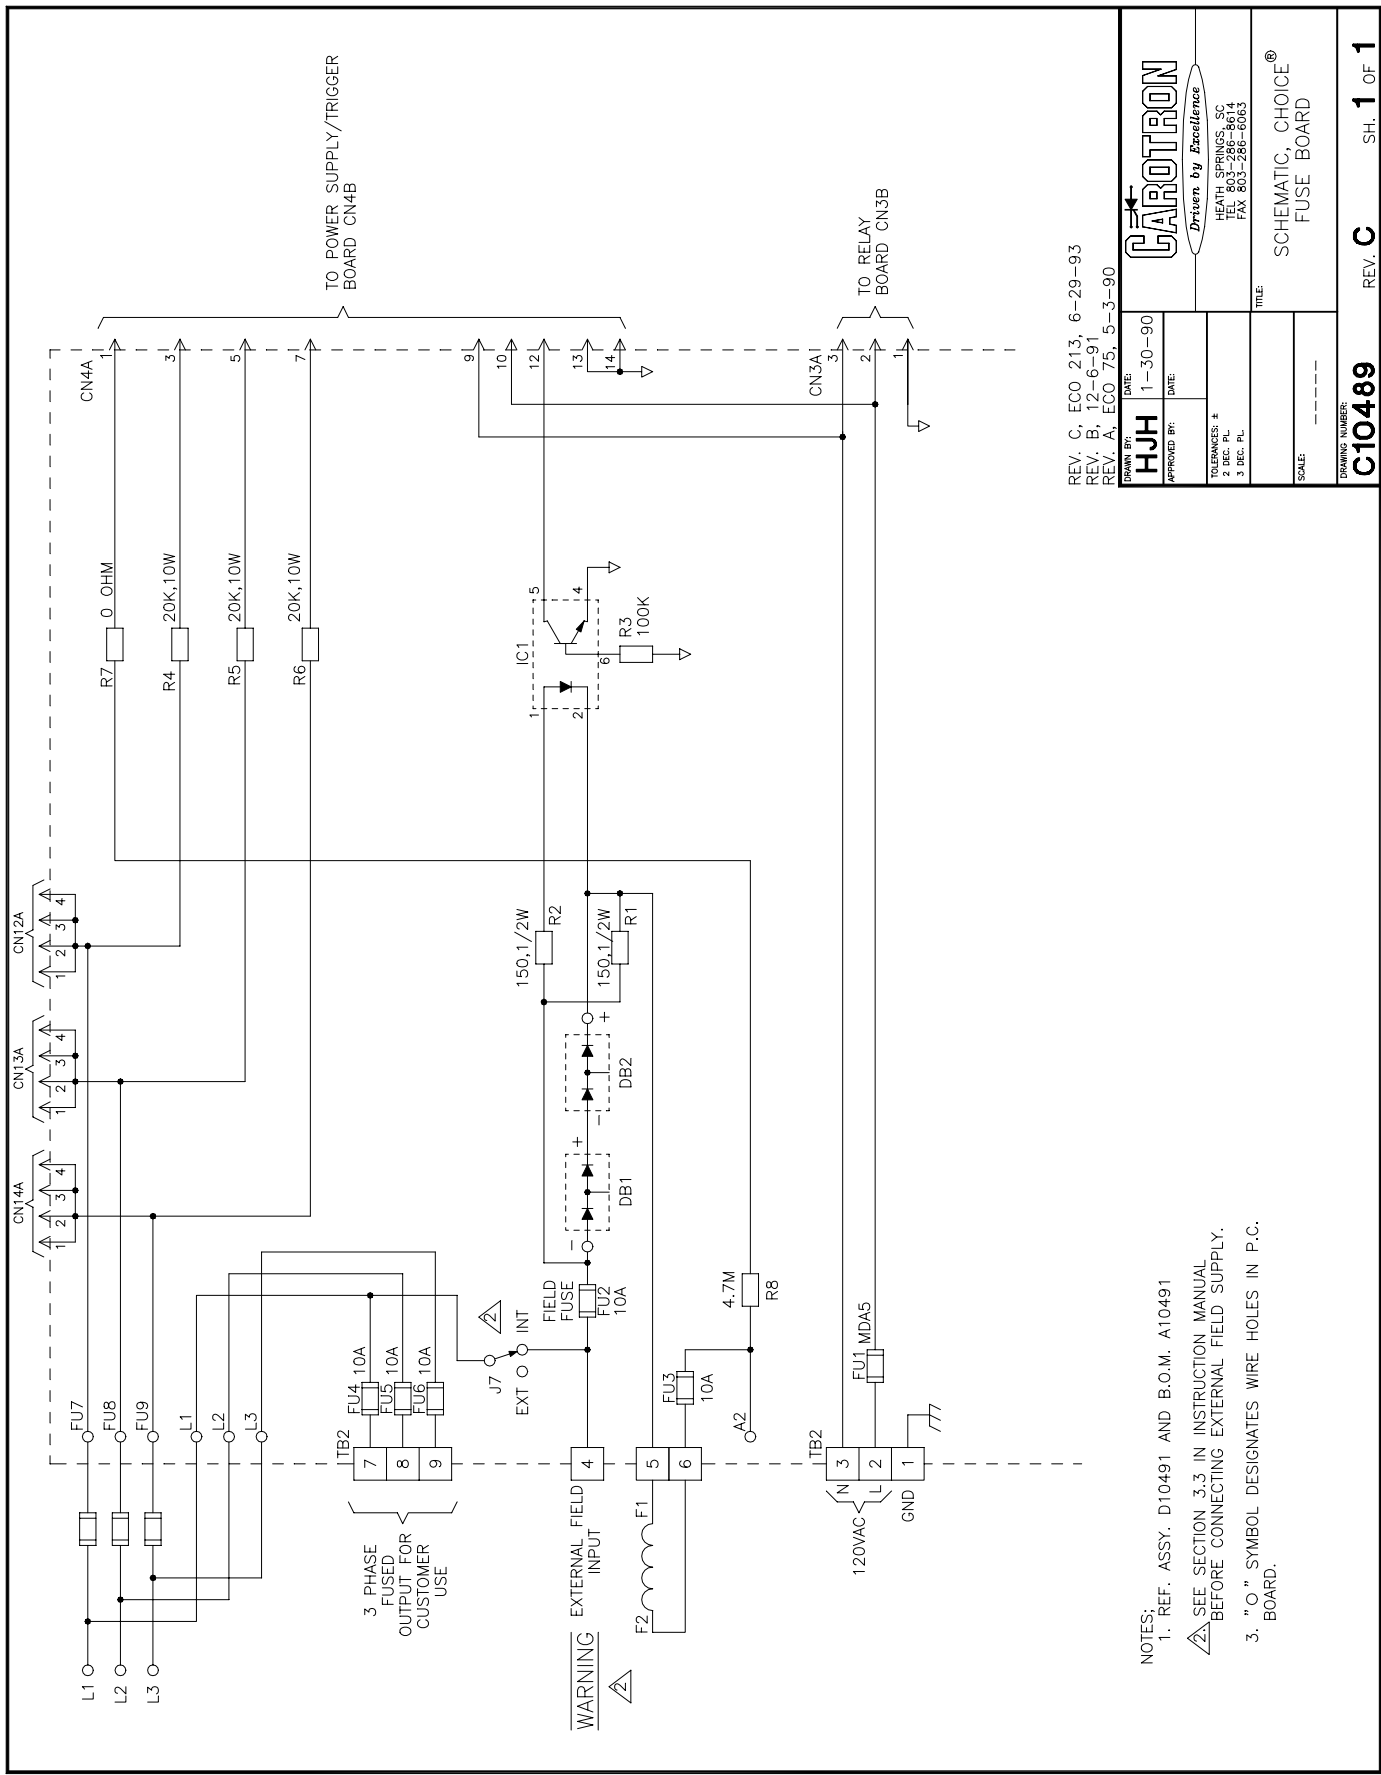 L1
L2
L3
FU7
FU8
FU9
L1
L2
L3
CN14A
1
2
3
4
CN13A
1
2
3
4
CN12A
1
2
3
4
R7
0 OHM
R4
20K,10W
R5
20K,10W
R6
20K,10W
CN4A
1
3
5
7
9
10
12
13
14
TO POWER SUPPLY/TRIGGER
BOARD CN4B
3 PHASE
FUSED
OUTPUT FOR
CUSTOMER
USE
TB2
7
8
9
FU4
10A
FU5
10A
FU6
10A
J7
EXT
INT
2
WARNING
2
EXTERNAL FIELD
INPUT
4
FIELD
FUSE
FU2
10A
-
+
DB1
-
+
DB2
150,1/2W
R2
150,1/2W
R1
IC1
1
2
5
4
6
R3
100K
F2
F1
5
6
FU3
10A
A2
4.7M
R8
120VAC
N
L
GND
TB2
3
2
1
FU1
MDA5
CN3A
3
2
1
TO RELAY
BOARD CN3B
NOTES;
1. REF. ASSY. D10491 AND B.O.M. A10491
2. SEE SECTION 3.3 IN INSTRUCTION MANUAL
BEFORE CONNECTING EXTERNAL FIELD SUPPLY.
3. "O" SYMBOL DESIGNATES WIRE HOLES IN P.C.
BOARD.
REV. C, ECO 213, 6-29-93
REV. B, 12-6-91
REV. A, ECO 75, 5-3-90
DRAWN BY:
HJH
DATE:
1-30-90
APPROVED BY:
DATE:
TOLERANCES: ±
2 DEC. PL.
3 DEC. PL.
SCALE:
-----
CAROTRON
Driven by Excellence
HEATH SPRINGS, SC
TEL 803-286-8614
FAX 803-286-6063
TITLE:
SCHEMATIC, CHOICE®
FUSE BOARD
DRAWING NUMBER:
C10489
REV. C
SH. 1 OF 1